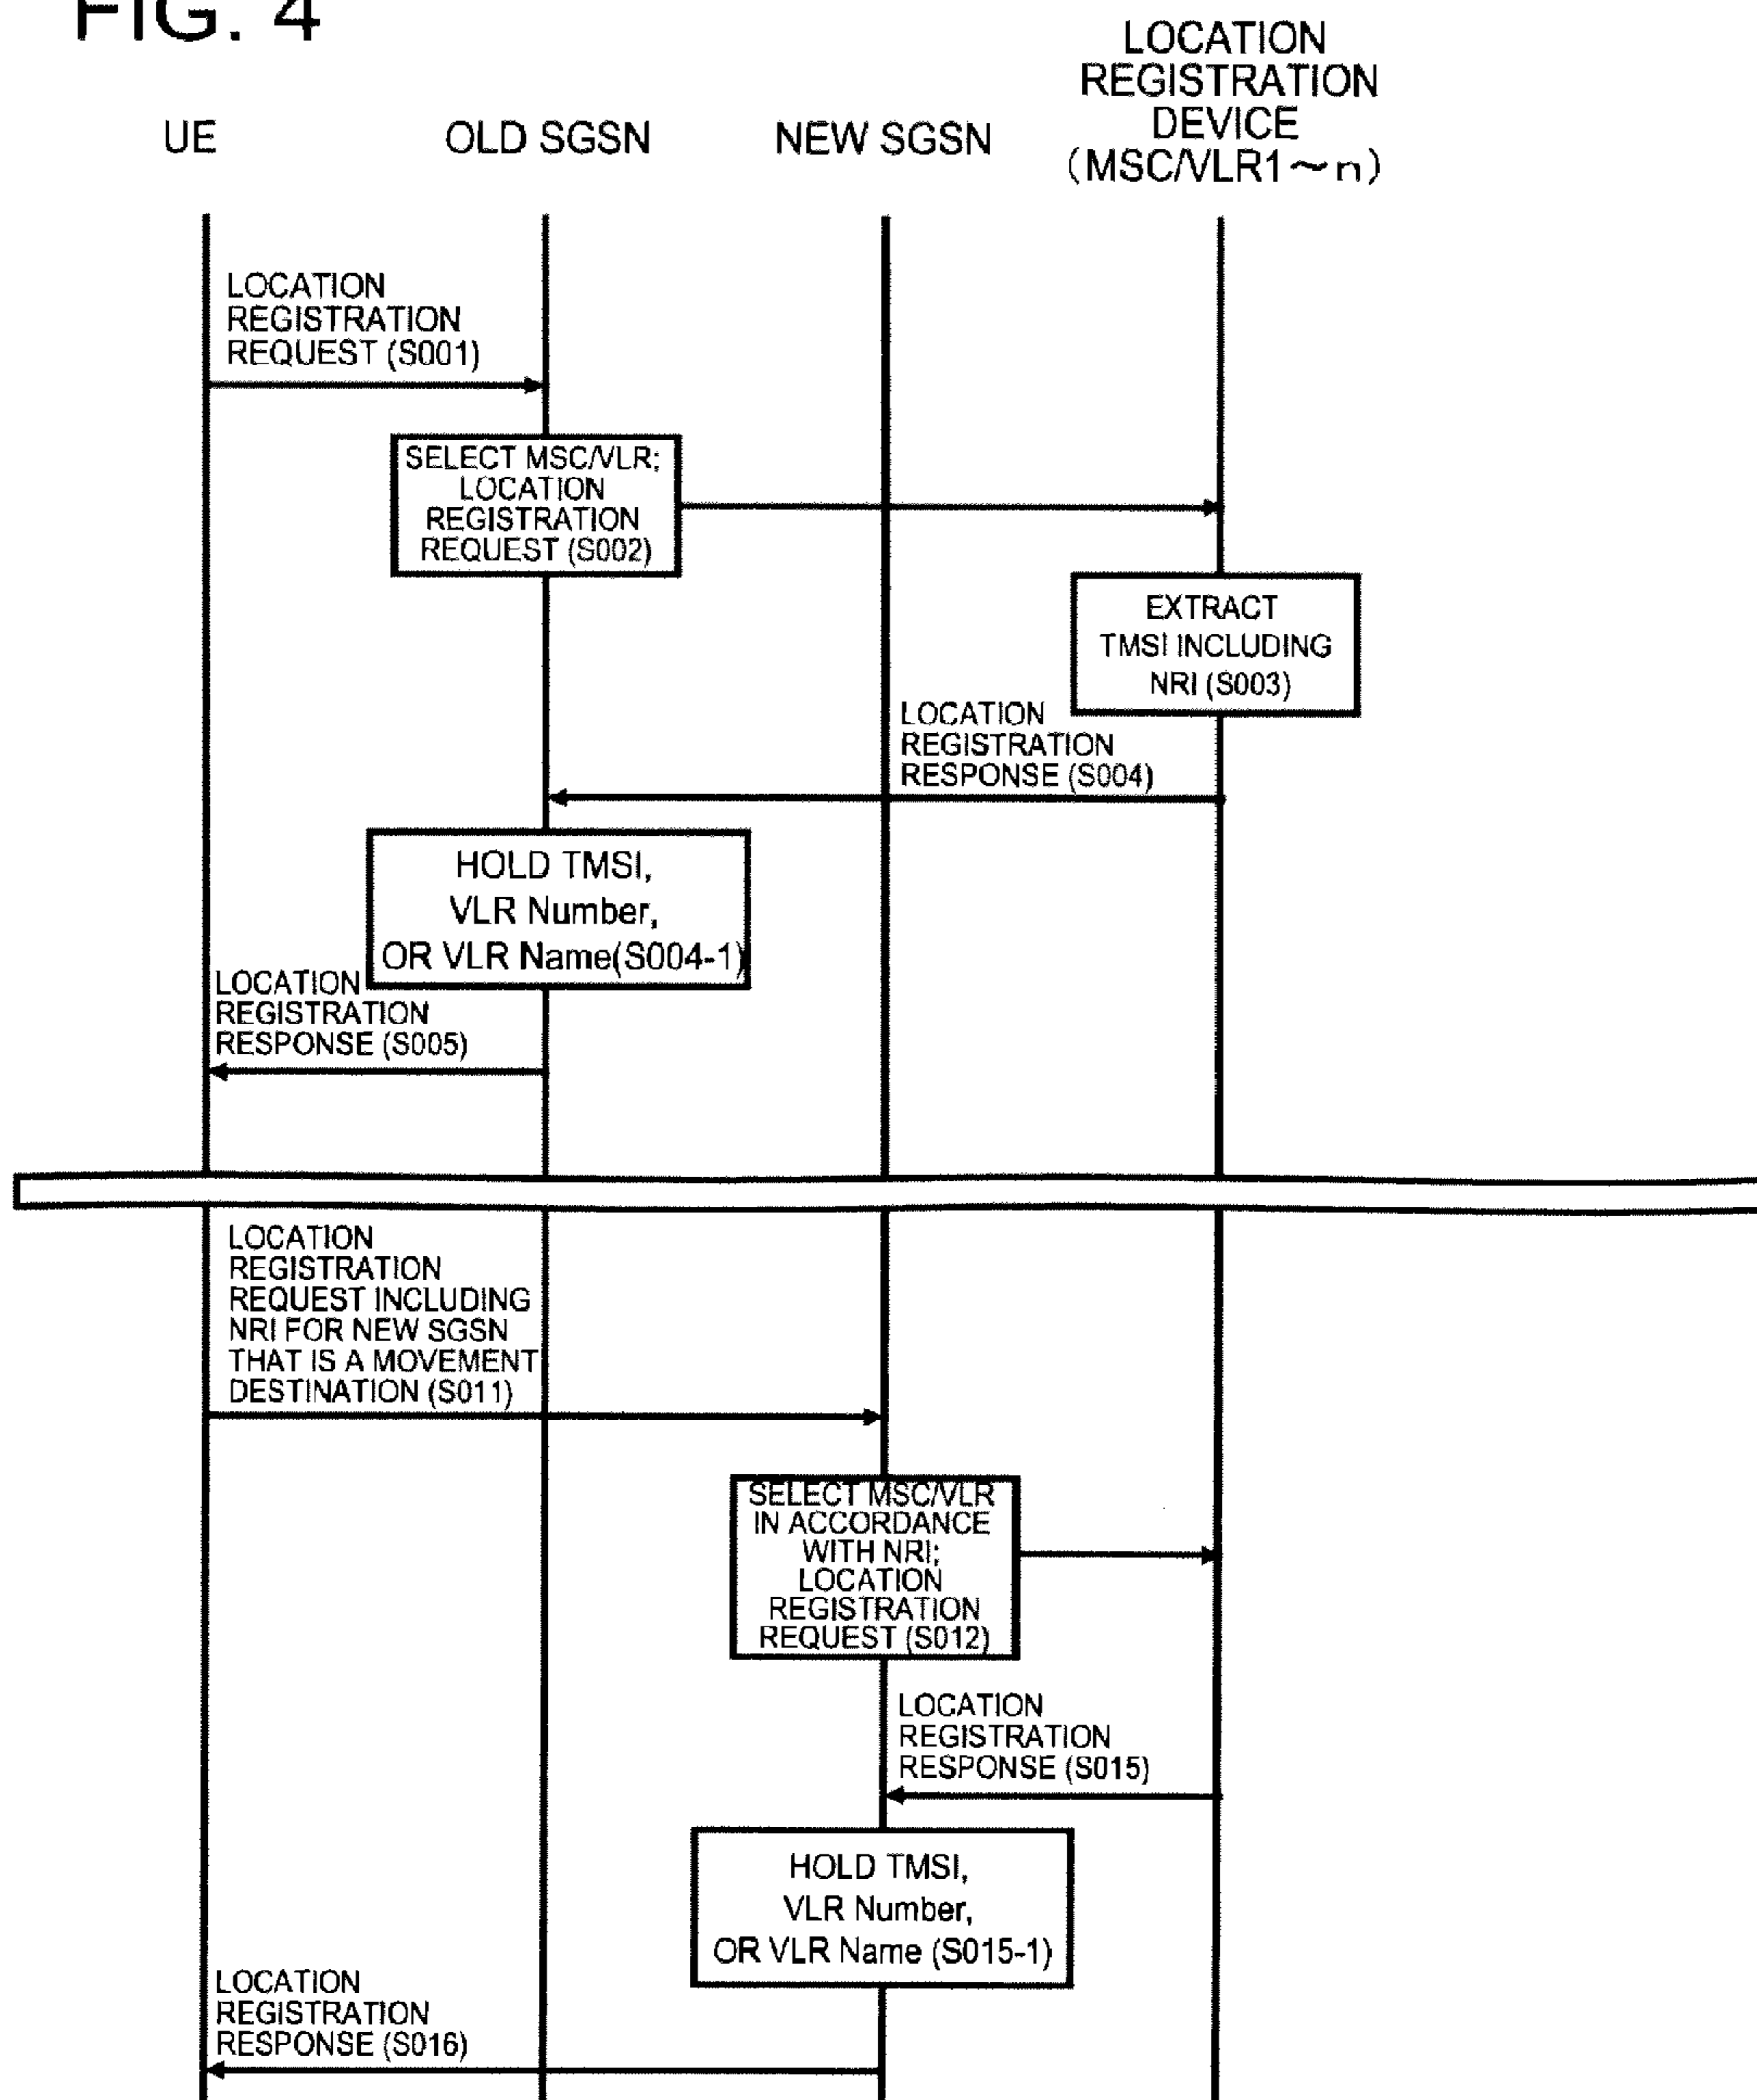 FIG. 4
LOCATION
REGISTRATION
DEVICE
(MSC/VLR1~n)
UE
OLD SGSN
NEW SGSN
LOCATION
REGISTRATION
REQUEST (S001)
SELECT MSC/VLR;
LOCATION
REGISTRATION
REQUEST (S002)
EXTRACT
TMSI INCLUDING
NRI (S003)
LOCATION
REGISTRATION
RESPONSE (S004)
HOLD TMSI,
VLR Number,
OR VLR Name(S004-1)
LOCATION
REGISTRATION
RESPONSE (S005)
LOCATION
REGISTRATION
REQUEST INCLUDING
NRI FOR NEW SGSN
THAT IS A MOVEMENT
DESTINATION (S011)
SELECT MSC/VLR
IN ACCORDANCE
WITH NRI;
LOCATION
REGISTRATION
REQUEST (S012)
LOCATION
REGISTRATION
RESPONSE (S015)
HOLD TMSI,
VLR Number,
OR VLR Name (S015-1)
LOCATION
REGISTRATION
RESPONSE (S016)